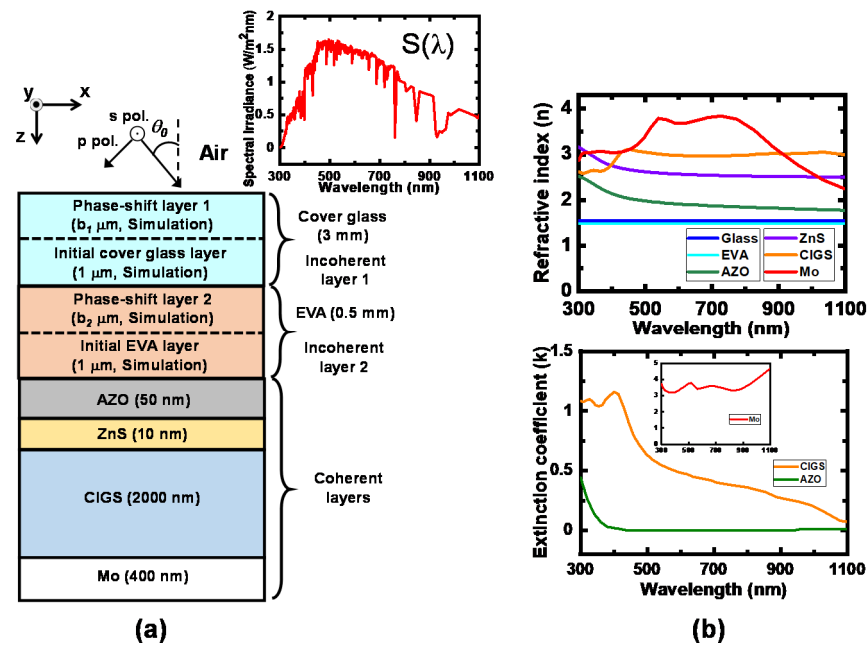 y
x
z
s pol.
p pol.
θ0
Air
S(λ)
Spectral Irradiance (W/m²nm)
2
1.5
1
0.5
0
300 500 700 900 1100
Wavelength (nm)
Phase-shift layer 1
(b1 μm, Simulation)
Initial cover glass layer
(1 μm, Simulation)
Cover glass
(3 mm)
Incoherent
layer 1
Phase-shift layer 2
(b2 μm, Simulation)
Initial EVA layer
(1 μm, Simulation)
EVA (0.5 mm)
Incoherent
layer 2
AZO (50 nm)
ZnS (10 nm)
CIGS (2000 nm)
Mo (400 nm)
Coherent
layers
(a)
Refractive index (n)
4
3
2
1
0
Glass
EVA
AZO
ZnS
CIGS
Mo
300 500 700 900 1100
Wavelength (nm)
Extinction coefficient (k)
1.5
1
0.5
0
5
4
3
2
1
0
Mo
300 500 700 900 1100
CIGS
AZO
300 500 700 900 1100
Wavelength (nm)
(b)